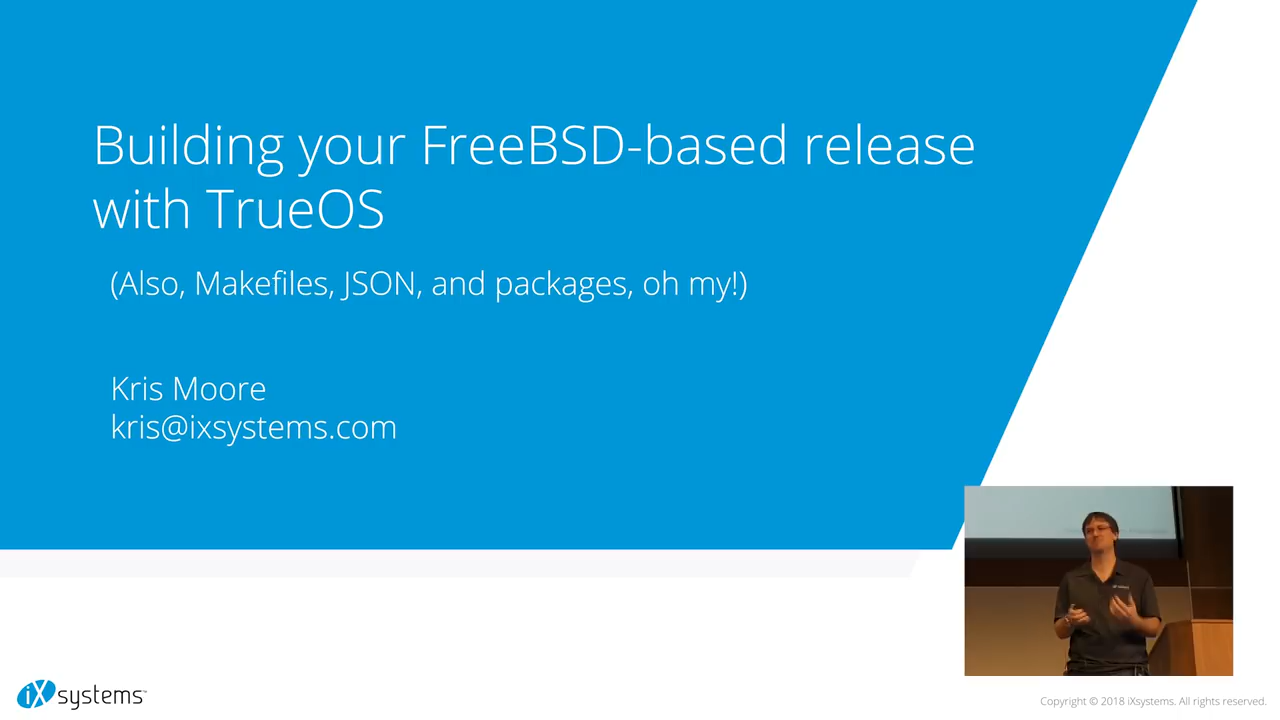 Building your FreeBSD-based release
with TrueOS
(Also, Makefiles, JSON, and packages, oh my!)
Kris Moore
kris@ixsystems.com
iXsystems™
Copyright © 2018 iXsystems. All rights reserved.